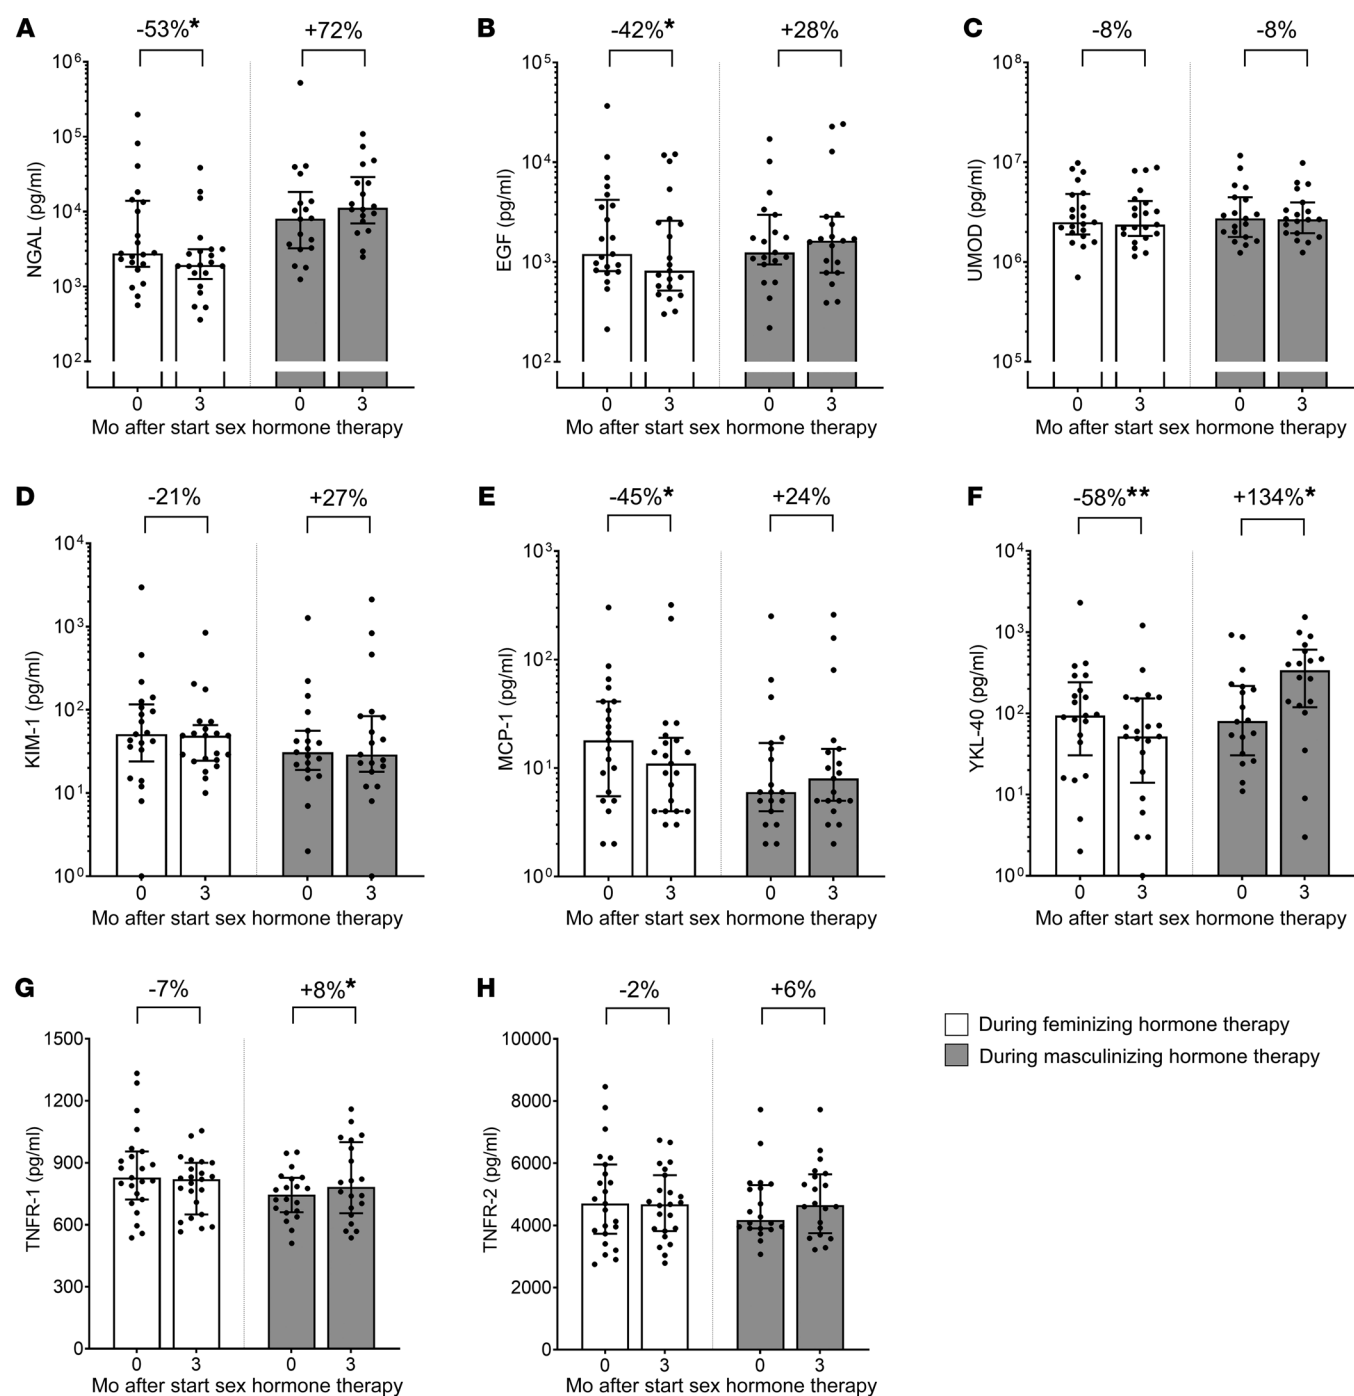 A
-53%*
+72%
NGAL (pg/ml)
10⁶
10⁵
10⁴
10³
10²
0 3 0 3
Mo after start sex hormone therapy
B
-42%*
+28%
EGF (pg/ml)
10⁵
10⁴
10³
10²
0 3 0 3
Mo after start sex hormone therapy
C
-8%
-8%
UMOD (pg/ml)
10⁸
10⁷
10⁶
10⁵
0 3 0 3
Mo after start sex hormone therapy
D
-21%
+27%
KIM-1 (pg/ml)
10⁴
10³
10²
10¹
10⁰
0 3 0 3
Mo after start sex hormone therapy
E
-45%*
+24%
MCP-1 (pg/ml)
10³
10²
10¹
10⁰
0 3 0 3
Mo after start sex hormone therapy
F
-58%**
+134%*
YKL-40 (pg/ml)
10⁴
10³
10²
10¹
10⁰
0 3 0 3
Mo after start sex hormone therapy
G
-7%
+8%*
TNFR-1 (pg/ml)
1500
1200
900
600
300
0
0 3 0 3
Mo after start sex hormone therapy
H
-2%
+6%
TNFR-2 (pg/ml)
10000
8000
6000
4000
2000
0
0 3 0 3
Mo after start sex hormone therapy
During feminizing hormone therapy
During masculinizing hormone therapy